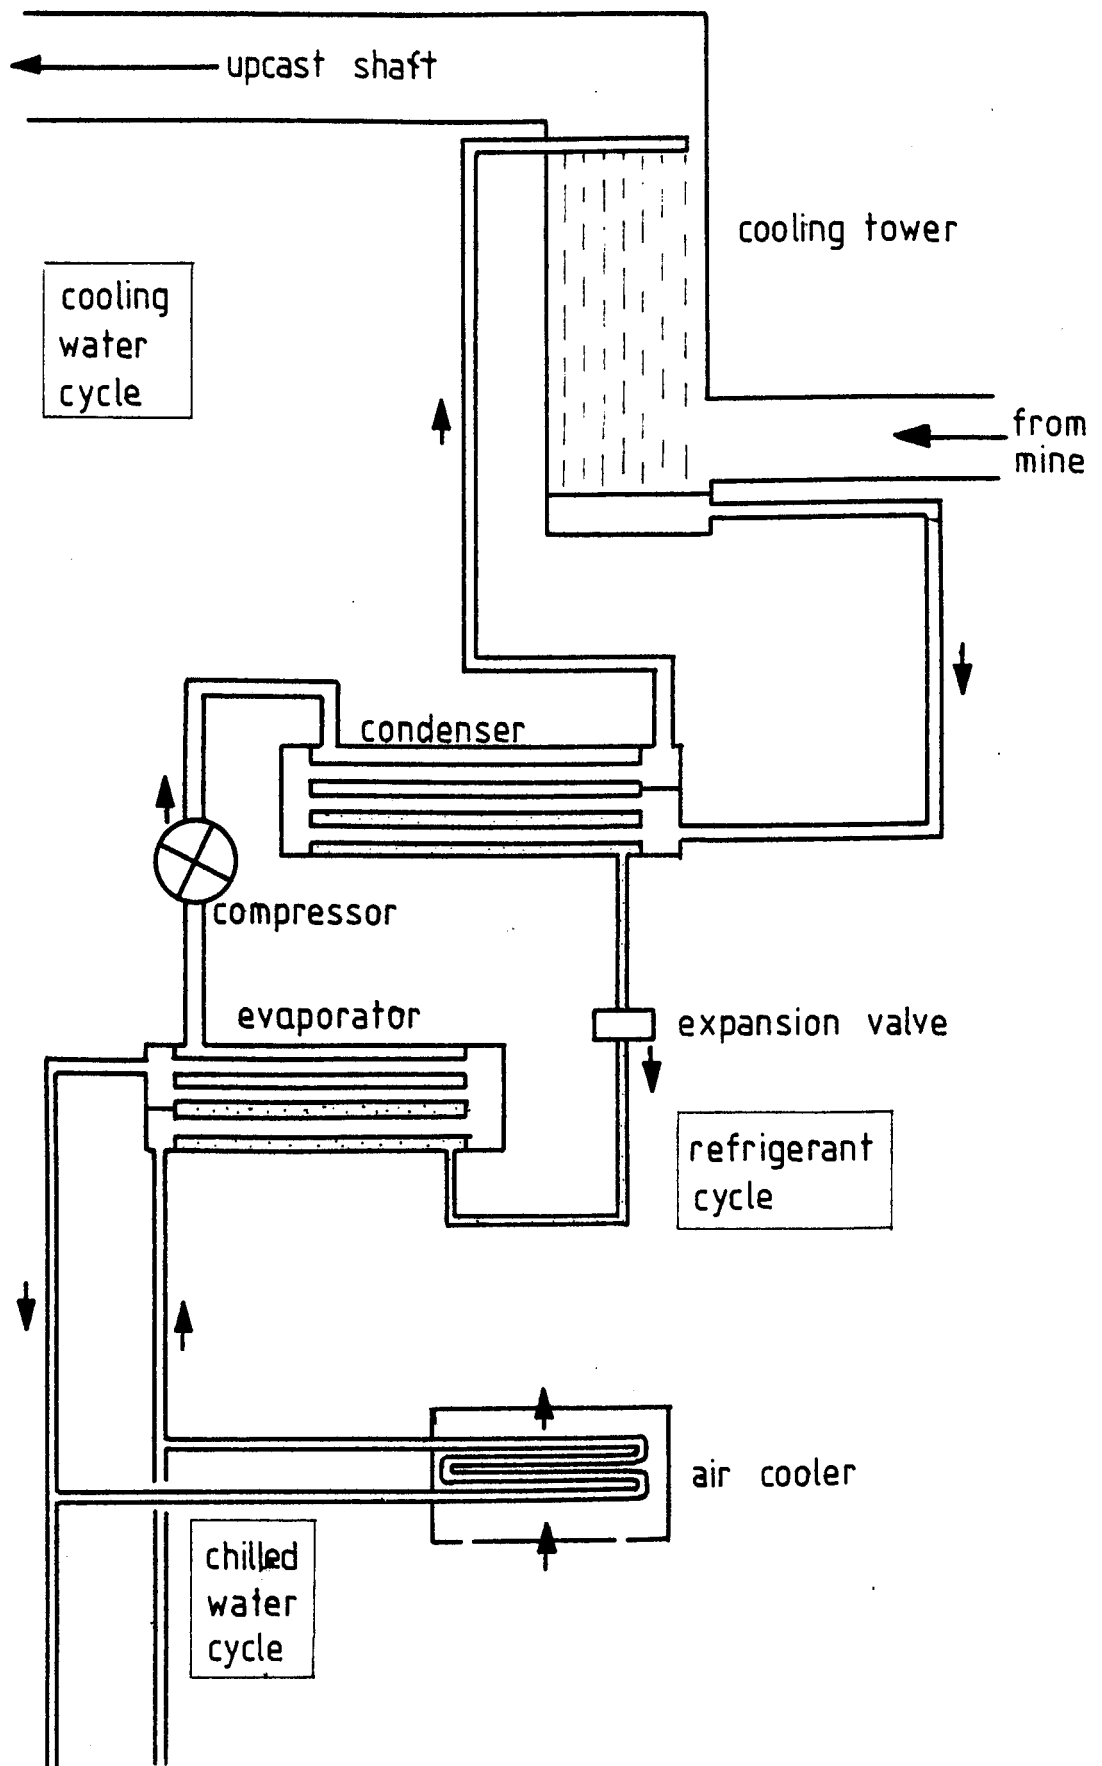 upcast shaft
cooling tower
cooling
water
cycle
from
mine
condenser
compressor
evaporator
expansion valve
refrigerant
cycle
air cooler
chilled
water
cycle